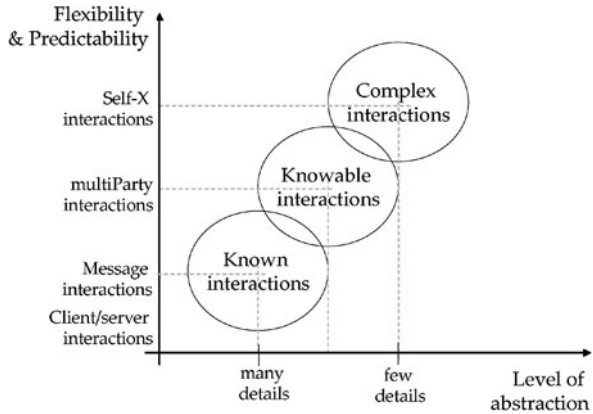 Flexibility
& Predictability
Self-X
interactions
Complex
interactions
multiParty
interactions
Knowable
interactions
Message
interactions
Known
interactions
Client/server
interactions
many
details
few
details
Level of
abstraction